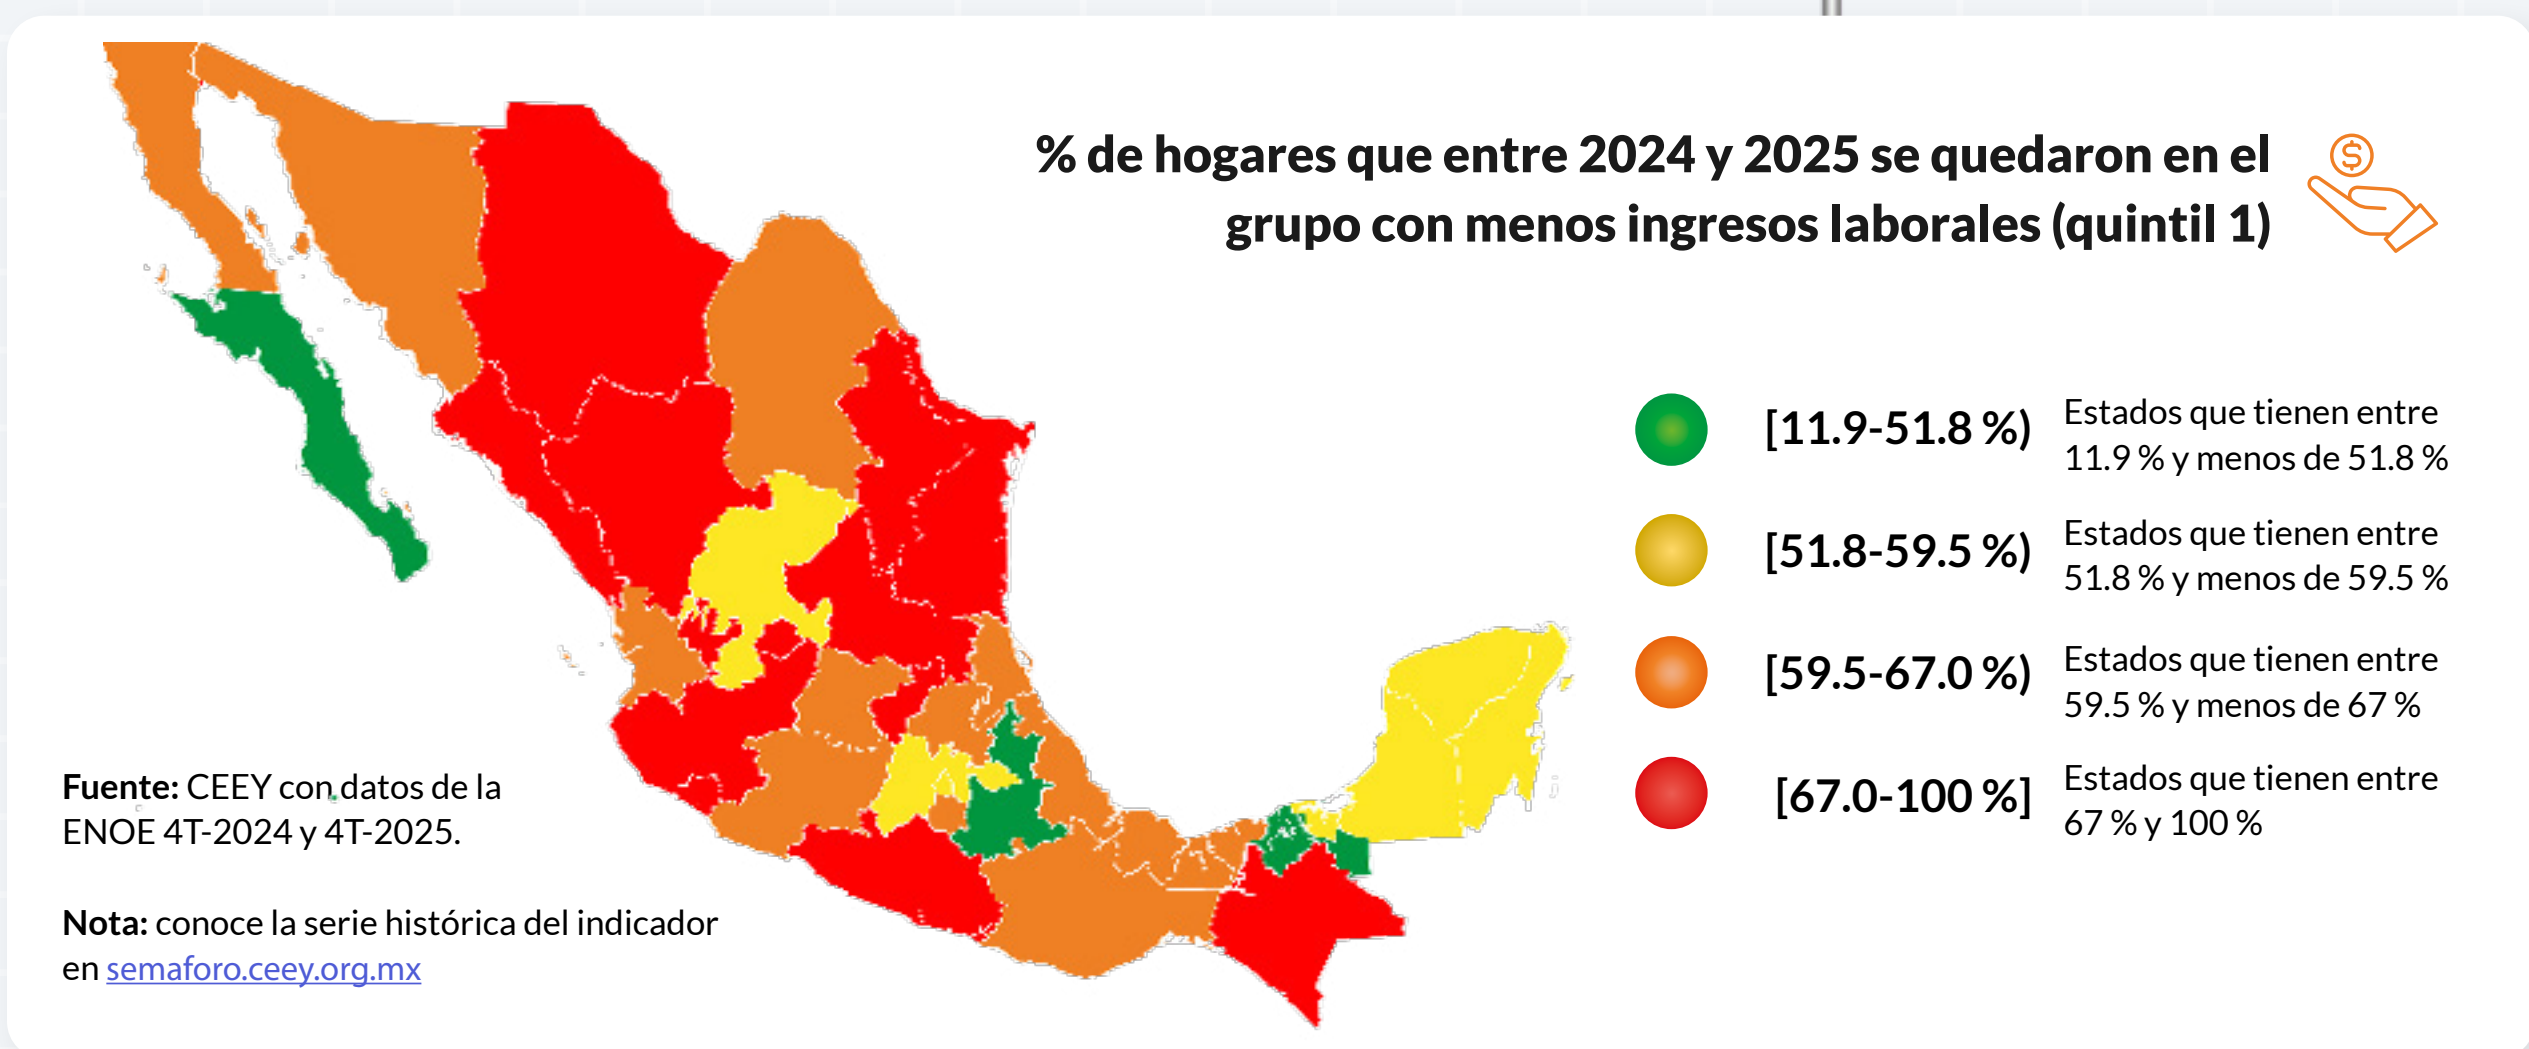 % de hogares que entre 2024 y 2025 se quedaron en el
grupo con menos ingresos laborales (quintil 1)
[11.9-51.8 %)
Estados que tienen entre
11.9 % y menos de 51.8 %
[51.8-59.5 %)
Estados que tienen entre
51.8 % y menos de 59.5 %
[59.5-67.0 %)
Estados que tienen entre
59.5 % y menos de 67 %
[67.0-100 %]
Estados que tienen entre
67 % y 100 %
Fuente: CEEY con datos de la
ENOE 4T-2024 y 4T-2025.
Nota: conoce la serie histórica del indicador
en semaforo.ceey.org.mx